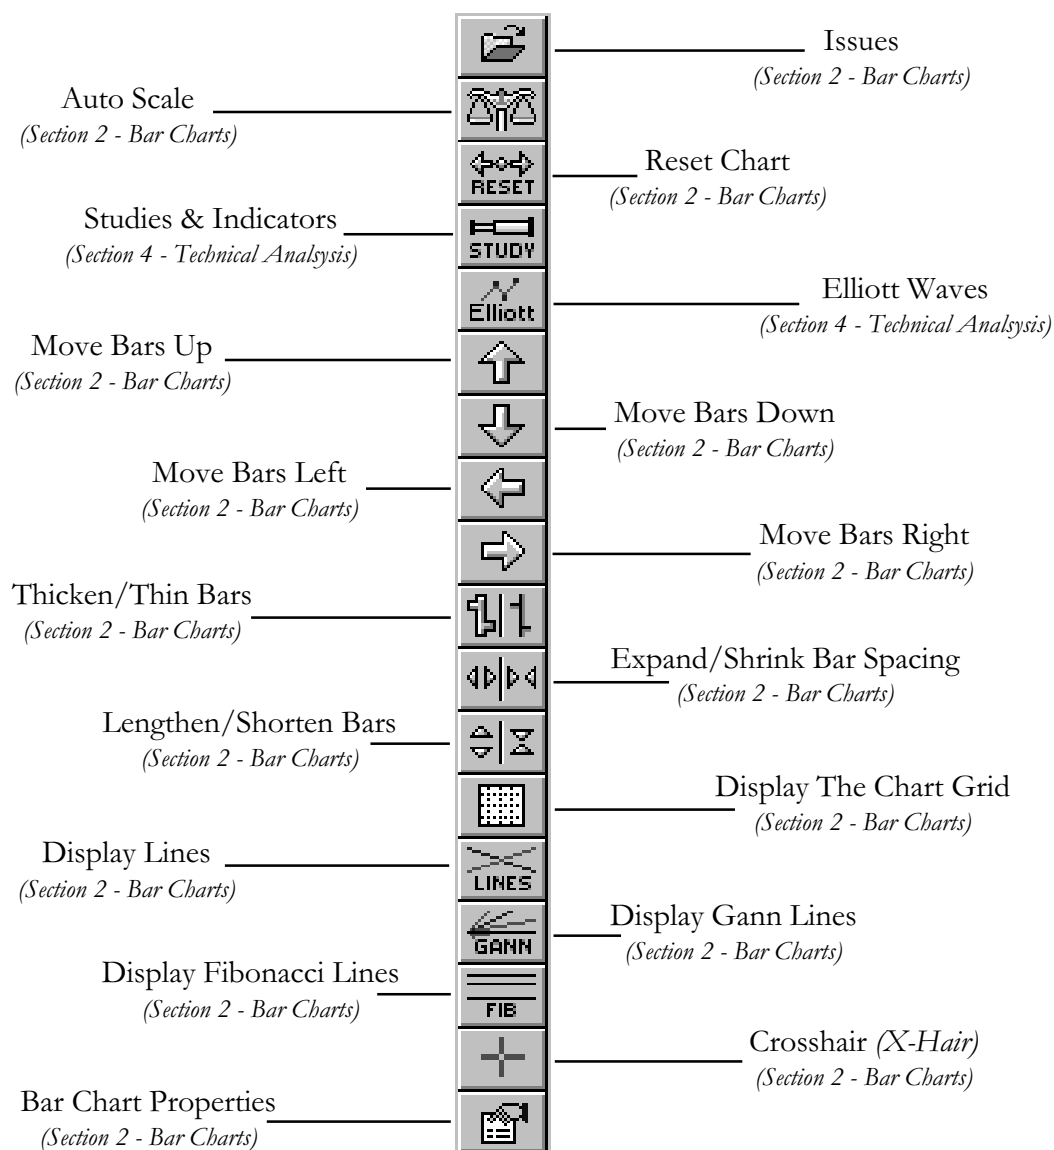 Issues
(Section 2 - Bar Charts)
Auto Scale
(Section 2 - Bar Charts)
Reset Chart
(Section 2 - Bar Charts)
RESET
Studies & Indicators
(Section 4 - Technical Analsysis)
STUDY
Elliott Waves
(Section 4 - Technical Analsysis)
Elliott
Move Bars Up
(Section 2 - Bar Charts)
Move Bars Down
(Section 2 - Bar Charts)
Move Bars Left
(Section 2 - Bar Charts)
Move Bars Right
(Section 2 - Bar Charts)
Thicken/Thin Bars
(Section 2 - Bar Charts)
Expand/Shrink Bar Spacing
(Section 2 - Bar Charts)
Lengthen/Shorten Bars
(Section 2 - Bar Charts)
Display The Chart Grid
(Section 2 - Bar Charts)
Display Lines
(Section 2 - Bar Charts)
LINES
Display Gann Lines
(Section 2 - Bar Charts)
GANN
Display Fibonacci Lines
(Section 2 - Bar Charts)
FIB
Crosshair (X-Hair)
(Section 2 - Bar Charts)
Bar Chart Properties
(Section 2 - Bar Charts)